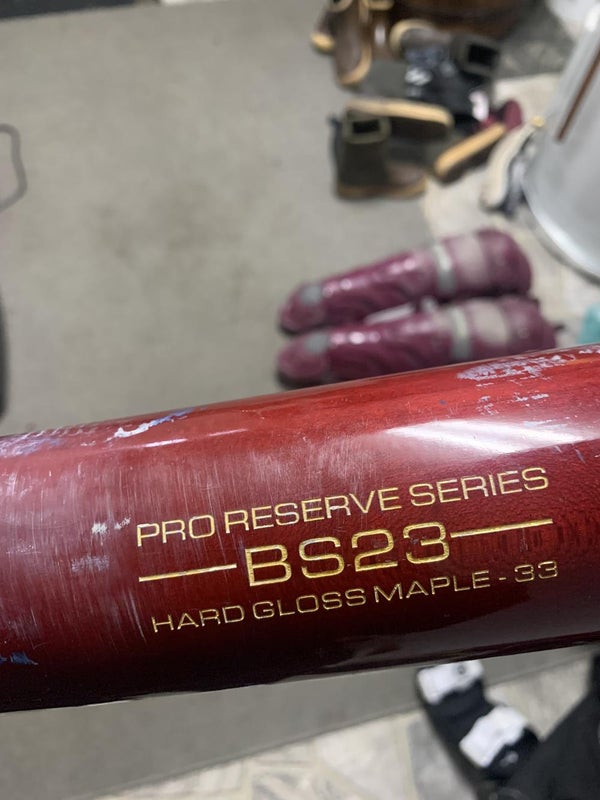 PRO RESERVE SERIES
BS23
HARD GLOSS MAPLE - 33